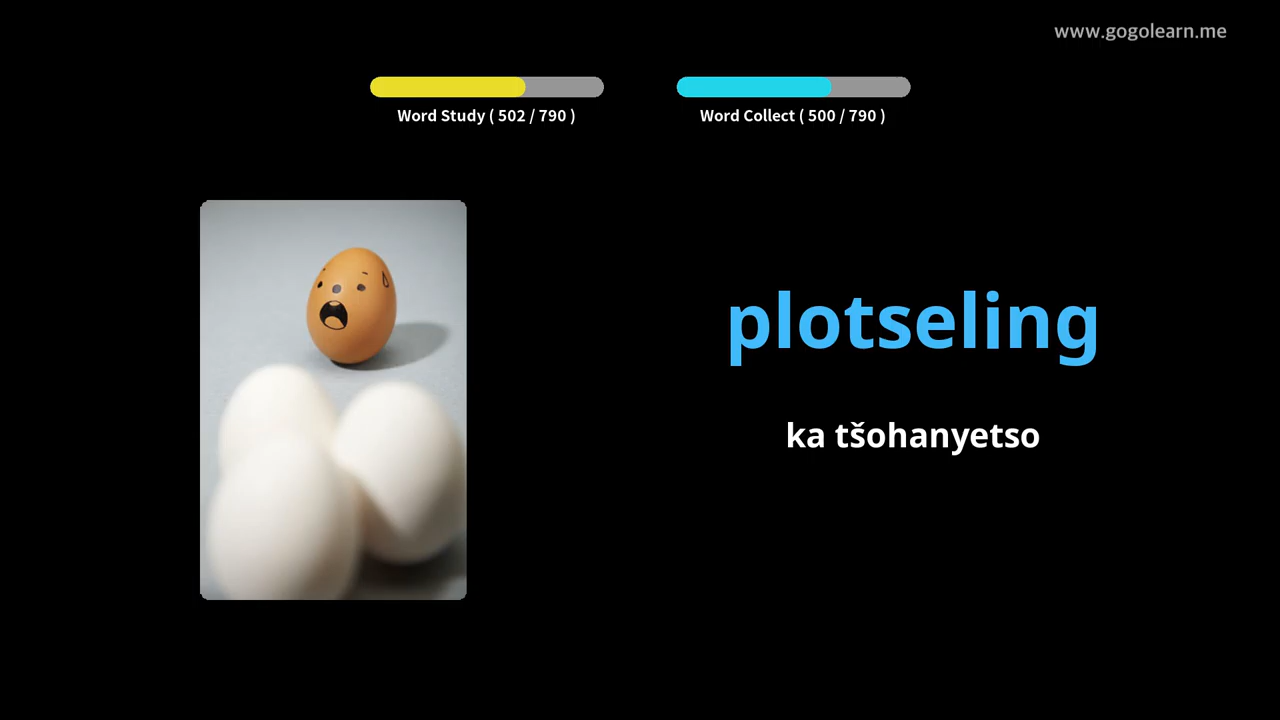 www.gogolearn.me
Word Study ( 502 / 790 )
Word Collect ( 500 / 790 )
plotseling
ka tšohanyetso